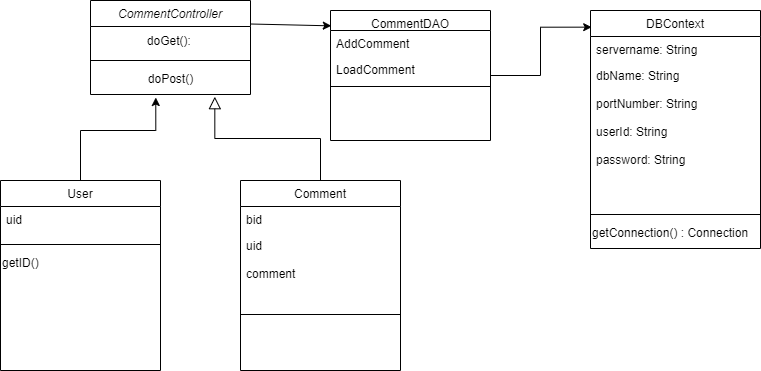 CommentController
doGet():
doPost()
CommentDAO
AddComment
LoadComment
DBContext
servername: String
dbName: String
portNumber: String
userId: String
password: String
getConnection() : Connection
User
uid
getID()
Comment
bid
uid
comment